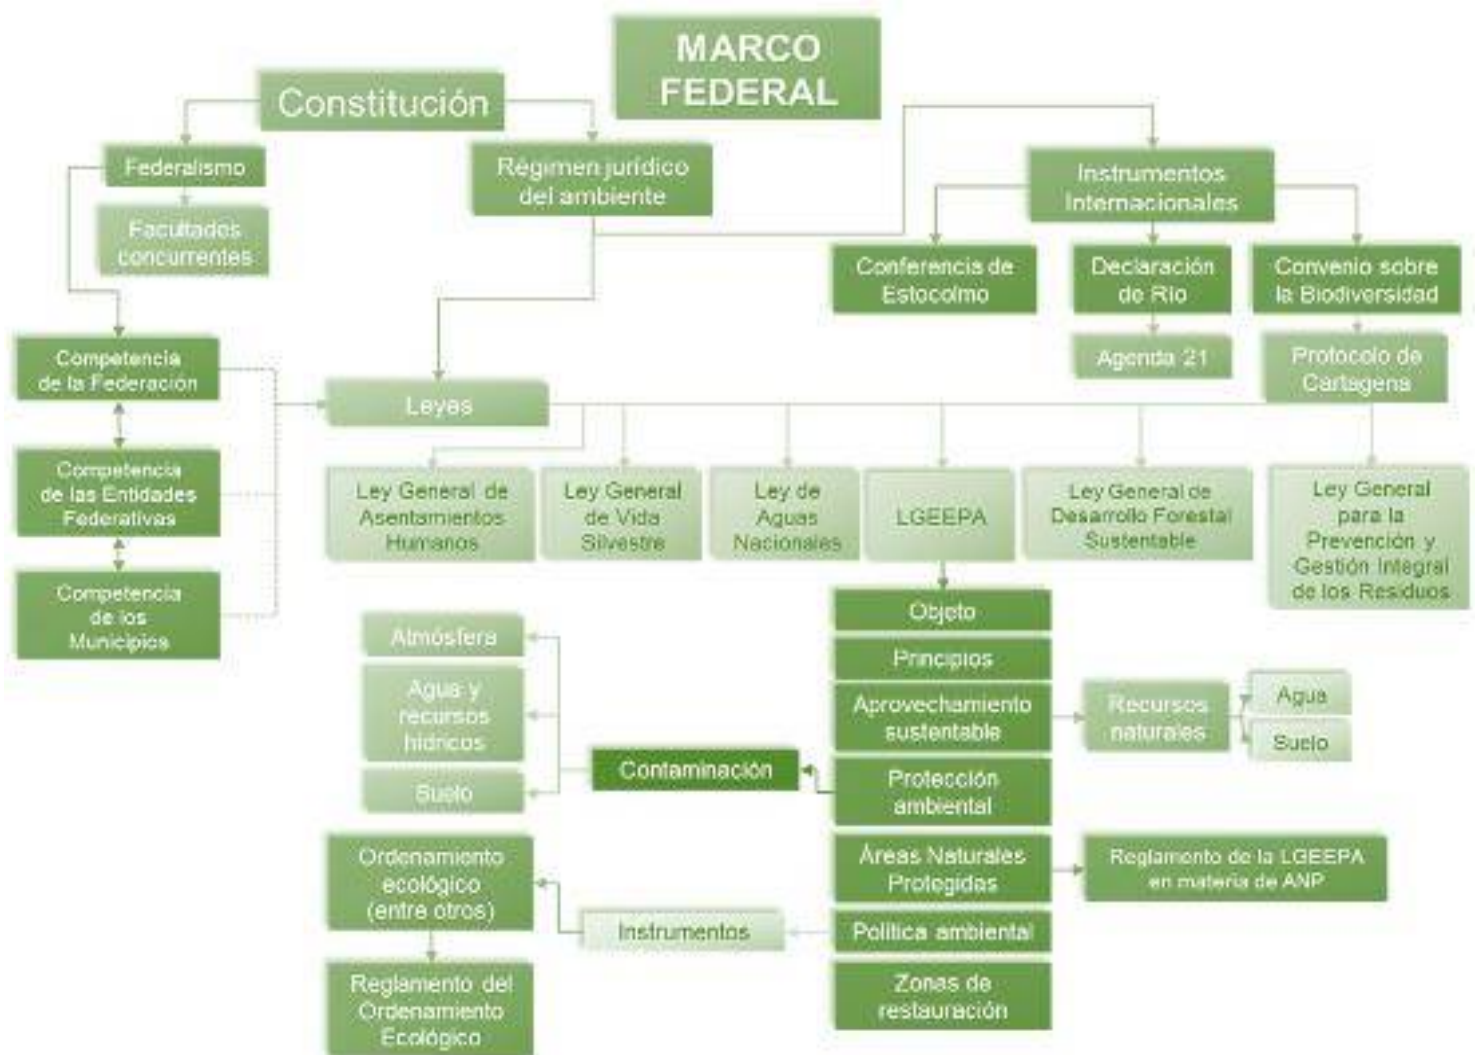 MARCO
FEDERAL
Constitución
Federalismo
Facultades
concurrentes
Régimen jurídico
del ambiente
Instrumentos
Internacionales
Conferencia de
Estocolmo
Declaración
de Río
Convenio sobre
la Biodiversidad
Agenda 21
Protocolo de
Cartagena
Competencia
de la Federación
Competencia
de las Entidades
Federativas
Competencia
de los
Municipios
Leyes
Ley General de
Asentamientos
Humanos
Ley General
de Vida
Silvestre
Ley de
Aguas
Nacionales
LGEEPA
Ley General de
Desarrollo Forestal
Sustentable
Ley General
para la
Prevención y
Gestión Integral
de los Residuos
Objeto
Principios
Aprovechamiento
sustentable
Recursos
naturales
Agua
Suelo
Protección
ambiental
Contaminación
Atmósfera
Agua y
recursos
hídricos
Suelo
Áreas Naturales
Protegidas
Reglamento de la LGEEPA
en materia de ANP
Política ambiental
Instrumentos
Ordenamiento
ecológico
(entre otros)
Reglamento del
Ordenamiento
Ecológico
Zonas de
restauración